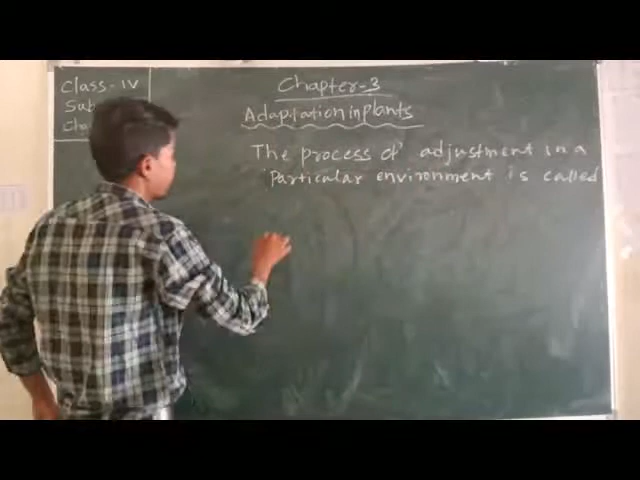 Class - IV
Sub
Cha
Chapter-3
Adaptation in plants
The process of adjustment in a
particular environment is called